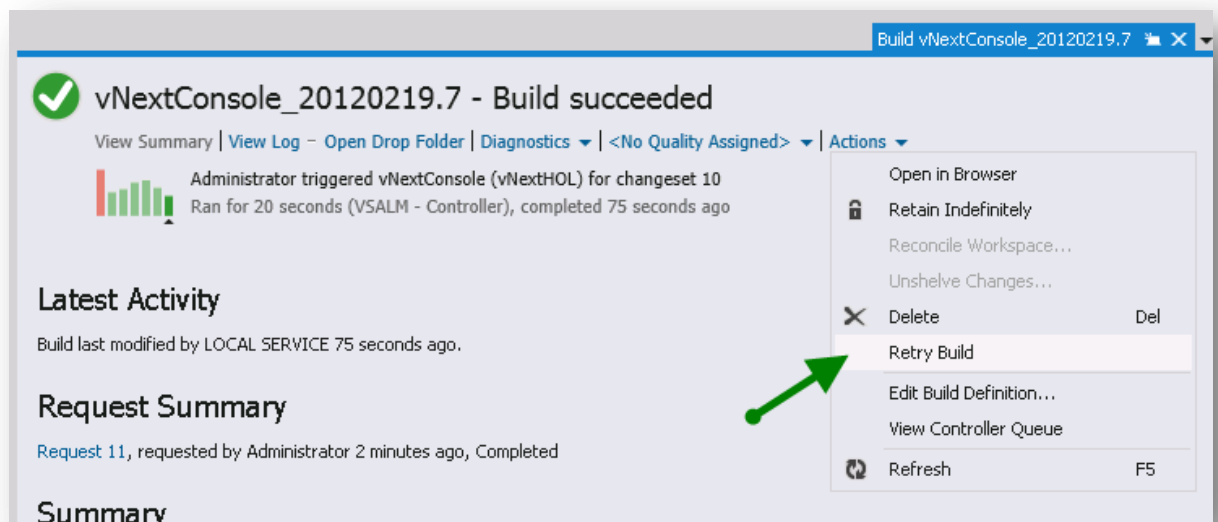 Build vNextConsole_20120219.7
vNextConsole_20120219.7 - Build succeeded
View Summary | View Log - Open Drop Folder | Diagnostics | <No Quality Assigned> | Actions
Administrator triggered vNextConsole (vNextHOL) for changeset 10
Ran for 20 seconds (VSALM - Controller), completed 75 seconds ago
Open in Browser
Retain Indefinitely
Reconcile Workspace...
Unshelve Changes...
Delete Del
Retry Build
Edit Build Definition...
View Controller Queue
Refresh F5
Latest Activity
Build last modified by LOCAL SERVICE 75 seconds ago.
Request Summary
Request 11, requested by Administrator 2 minutes ago, Completed
Summary